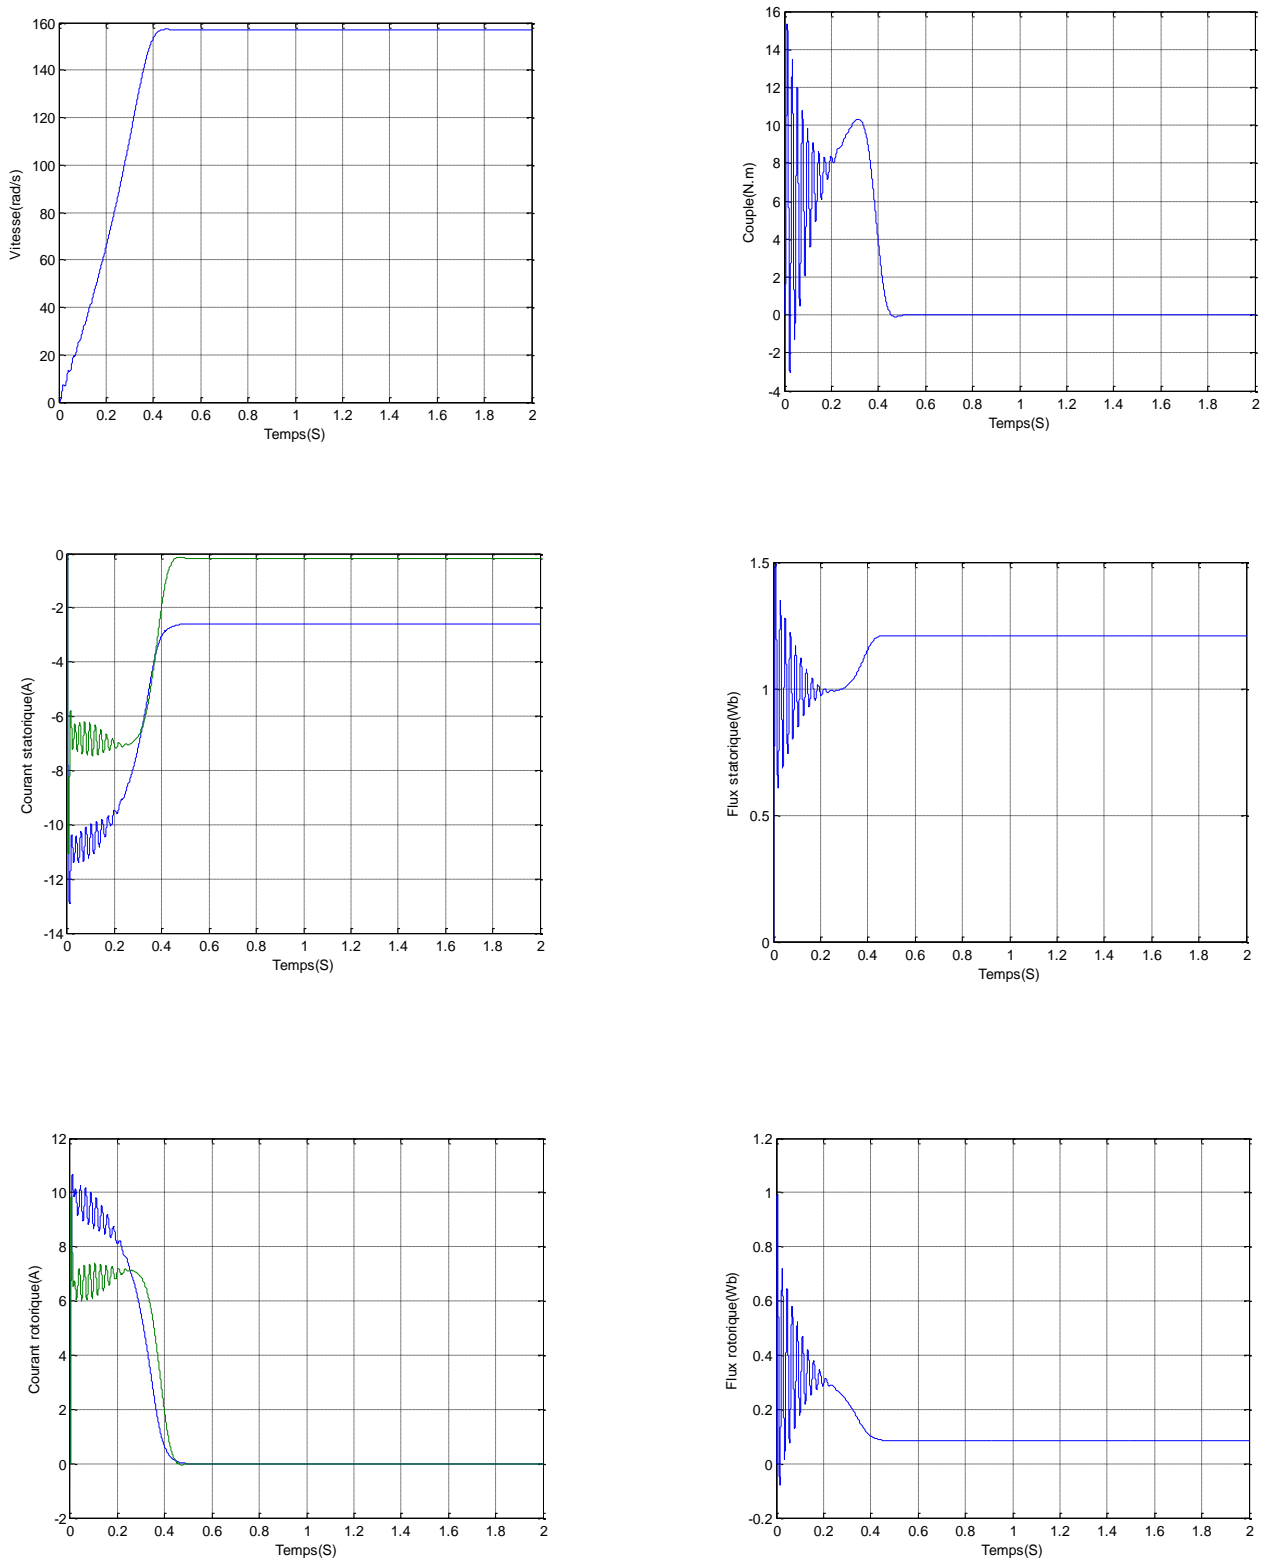 160
140
120
100
80
60
40
20
0
Vitesse(rad/s)
0 0.2 0.4 0.6 0.8 1 1.2 1.4 1.6 1.8 2
Temps(S)
16
14
12
10
8
6
4
2
0
-2
-4
Couple(N.m)
0 0.2 0.4 0.6 0.8 1 1.2 1.4 1.6 1.8 2
Temps(S)
0
-2
-4
-6
-8
-10
-12
-14
Courant statorique(A)
0 0.2 0.4 0.6 0.8 1 1.2 1.4 1.6 1.8 2
Temps(S)
1.5
1
0.5
0
Flux statorique(Wb)
0 0.2 0.4 0.6 0.8 1 1.2 1.4 1.6 1.8 2
Temps(S)
12
10
8
6
4
2
0
-2
Courant rotorique(A)
0 0.2 0.4 0.6 0.8 1 1.2 1.4 1.6 1.8 2
Temps(S)
1.2
1
0.8
0.6
0.4
0.2
0
-0.2
Flux rotorique(Wb)
0 0.2 0.4 0.6 0.8 1 1.2 1.4 1.6 1.8 2
Temps(S)